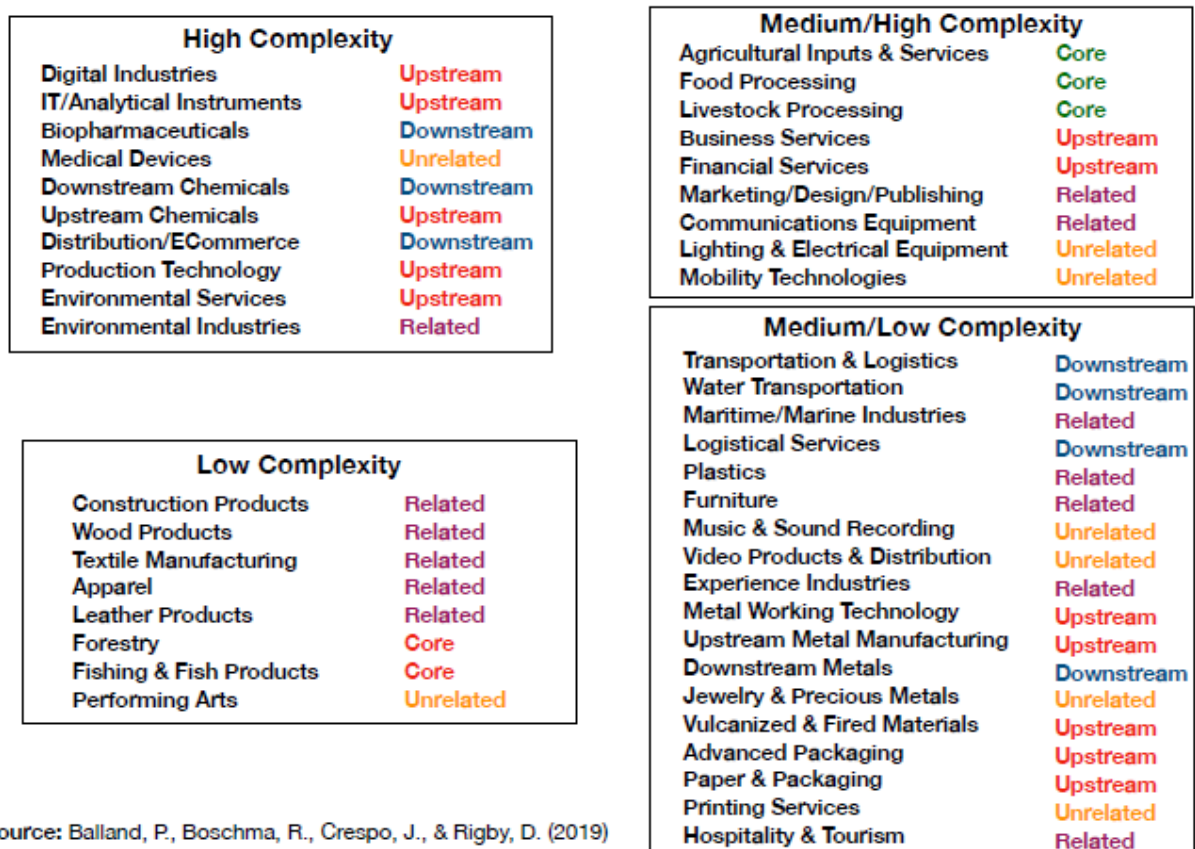 High Complexity
Digital Industries Upstream
IT/Analytical Instruments Upstream
Biopharmaceuticals Downstream
Medical Devices Unrelated
Downstream Chemicals Downstream
Upstream Chemicals Upstream
Distribution/ECommerce Downstream
Production Technology Upstream
Environmental Services Upstream
Environmental Industries Related
Medium/High Complexity
Agricultural Inputs & Services Core
Food Processing Core
Livestock Processing Core
Business Services Upstream
Financial Services Upstream
Marketing/Design/Publishing Related
Communications Equipment Related
Lighting & Electrical Equipment Unrelated
Mobility Technologies Unrelated
Low Complexity
Construction Products Related
Wood Products Related
Textile Manufacturing Related
Apparel Related
Leather Products Related
Forestry Core
Fishing & Fish Products Core
Performing Arts Unrelated
Medium/Low Complexity
Transportation & Logistics Downstream
Water Transportation Downstream
Maritime/Marine Industries Related
Logistical Services Downstream
Plastics Related
Furniture Related
Music & Sound Recording Unrelated
Video Products & Distribution Unrelated
Experience Industries Related
Metal Working Technology Upstream
Upstream Metal Manufacturing Upstream
Downstream Metals Downstream
Jewelry & Precious Metals Unrelated
Vulcanized & Fired Materials Upstream
Advanced Packaging Upstream
Paper & Packaging Upstream
Printing Services Unrelated
Hospitality & Tourism Related
ource: Balland, P., Boschma, R., Crespo, J., & Rigby, D. (2019)